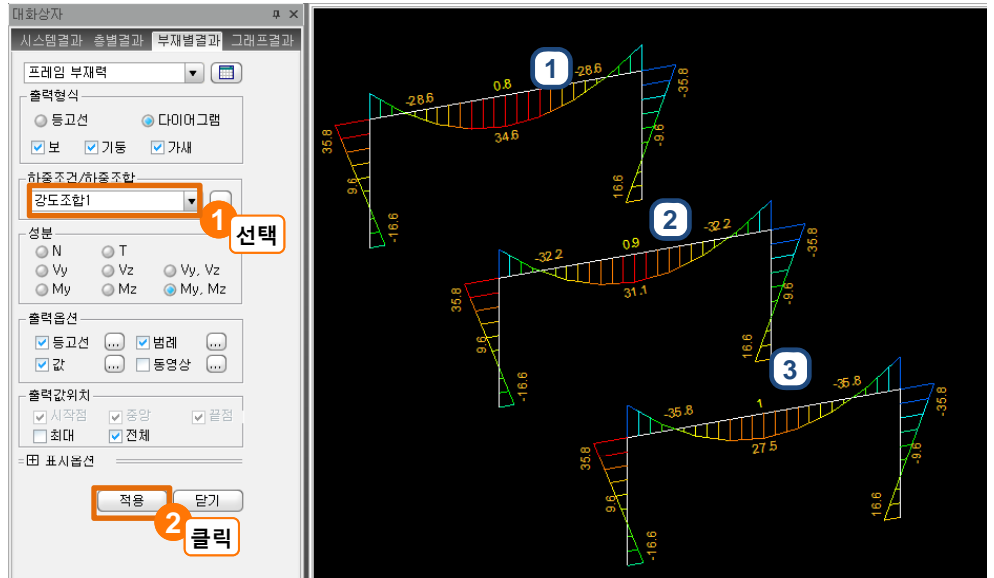 대화상자
시스템결과 층별결과 부재별결과 그래프결과
프레임 부재력
출력형식
등고선 다이어그램
보 기둥 가새
하중조건/하중조합
강도조합1
1
선택
성분
N T
Vy Vz Vy, Vz
My Mz My, Mz
출력옵션
등고선 ... 범례 ...
값 ... 동영상 ...
출력값위치
시작점 중앙 끝점
최대 전체
표시옵션
적용 닫기
2
클릭
1
-28.6 0.8 -28.6
34.6
35.8
9.6
-16.6
-35.8
-9.6
16.6
2
-32.2 0.9 -32.2
31.1
35.8
9.6
-16.6
-35.8
-9.6
16.6
3
-35.8 1 -35.8
27.5
35.8
9.6
-16.6
-35.8
-9.6
16.6